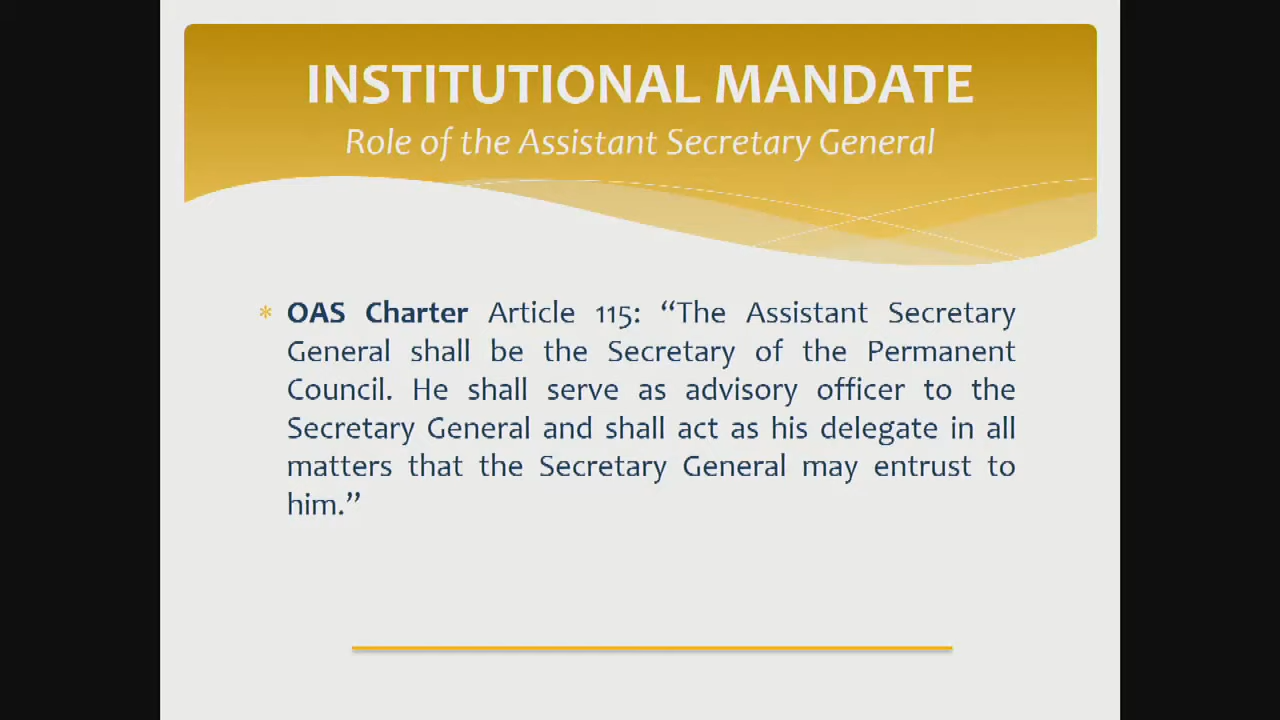 INSTITUTIONAL MANDATE
Role of the Assistant Secretary General
* OAS Charter Article 115: “The Assistant Secretary
General shall be the Secretary of the Permanent
Council. He shall serve as advisory officer to the
Secretary General and shall act as his delegate in all
matters that the Secretary General may entrust to
him.”